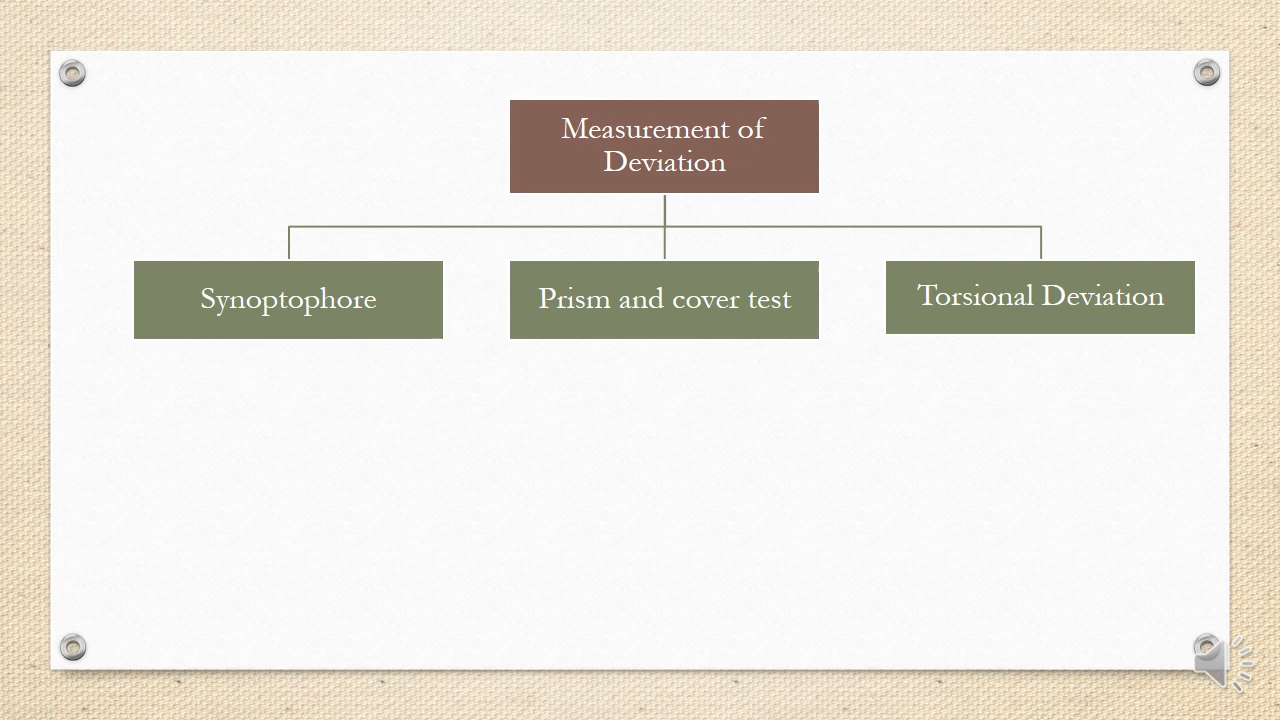 Measurement of
Deviation
Synoptophore
Prism and cover test
Torsional Deviation